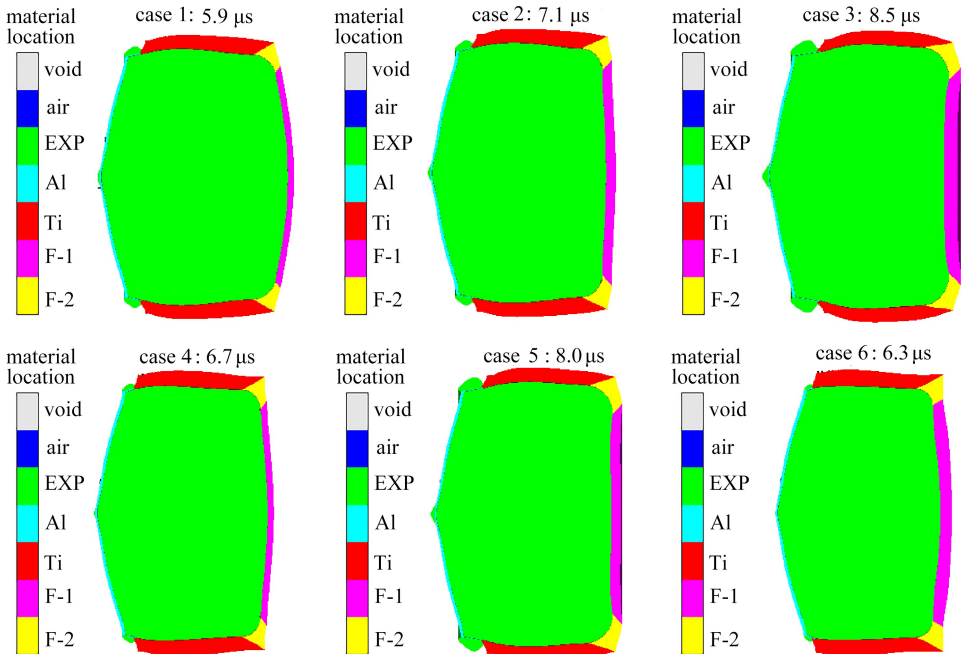 material
location
case 1: 5.9 μs
void
air
EXP
Al
Ti
F-1
F-2
material
location
case 2: 7.1 μs
void
air
EXP
Al
Ti
F-1
F-2
material
location
case 3: 8.5 μs
void
air
EXP
Al
Ti
F-1
F-2
material
location
case 4: 6.7 μs
void
air
EXP
Al
Ti
F-1
F-2
material
location
case 5: 8.0 μs
void
air
EXP
Al
Ti
F-1
F-2
material
location
case 6: 6.3 μs
void
air
EXP
Al
Ti
F-1
F-2